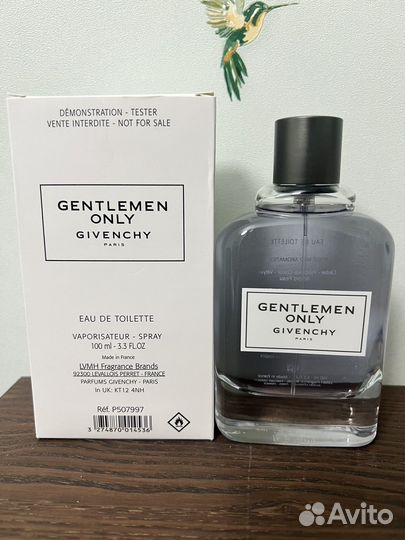 DÉMONSTRATION - TESTER
VENTE INTERDITE - NOT FOR SALE
GENTLEMEN
ONLY
GIVENCHY
PARIS
EAU DE TOILETTE
VAPORISATEUR - SPRAY
100 ml - 3.3 FL.OZ
Made in France
LVMH Fragrance Brands
92300 LEVALLOIS PERRET - FRANCE
PARFUMS GIVENCHY - PARIS
In UK: KT12 4NH
Réf. P507997
3 274870 014536
EAU DE TOILETTE
GENTLEMEN
ONLY
GIVENCHY
PARIS
Avito